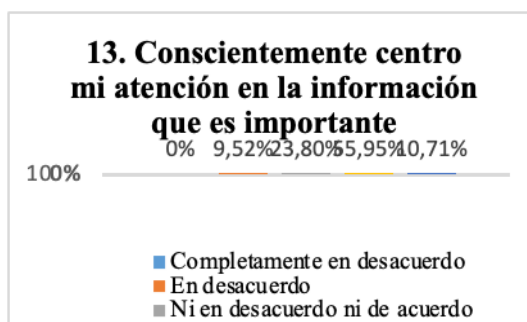 13. Conscientemente centro
mi atención en la información
que es importante
0% 9,52% 23,80% 55,95% 10,71%
100%
Completamente en desacuerdo
En desacuerdo
Ni en desacuerdo ni de acuerdo